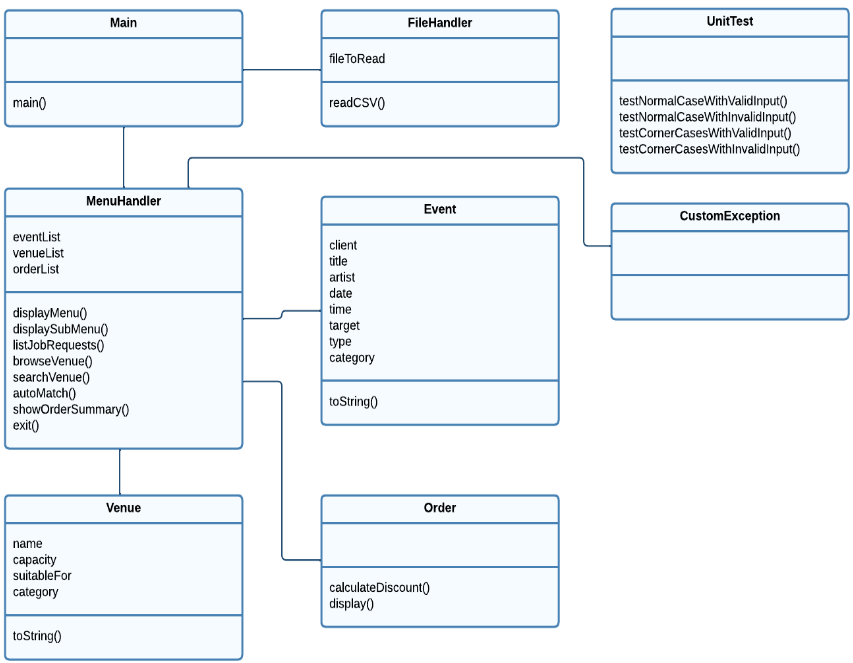 Main
main()
FileHandler
fileToRead
readCSV()
UnitTest
testNormalCaseWithValidInput()
testNormalCaseWithInvalidInput()
testCornerCasesWithValidInput()
testCornerCasesWithInvalidInput()
MenuHandler
eventList
venueList
orderList
displayMenu()
displaySubMenu()
listJobRequests()
browseVenue()
searchVenue()
autoMatch()
showOrderSummary()
exit()
Event
client
title
artist
date
time
target
type
category
toString()
CustomException
Venue
name
capacity
suitableFor
category
toString()
Order
calculateDiscount()
display()